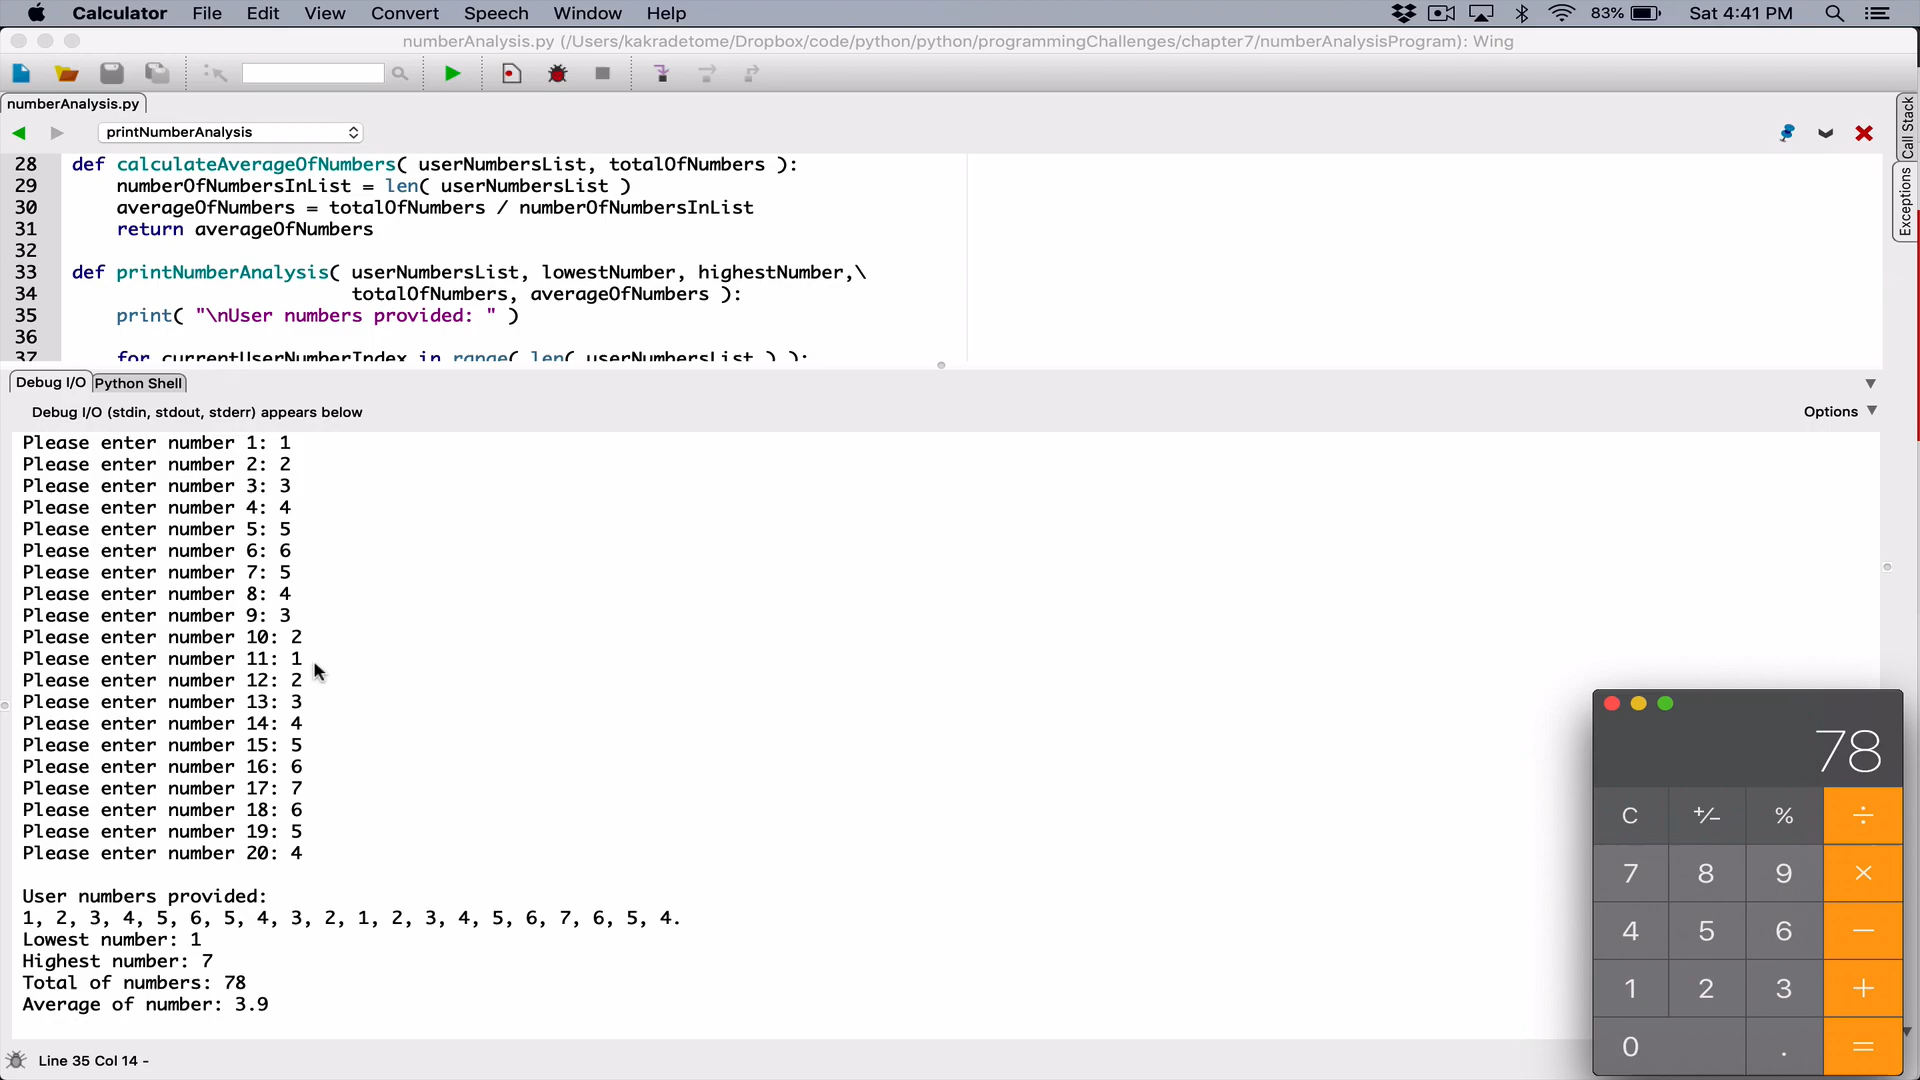 Calculator File Edit View Convert Speech Window Help 83% Sat 4:41 PM
numberAnalysis.py (/Users/kakradetome/Dropbox/code/python/python/programmingChallenges/chapter7/numberAnalysisProgram): Wing
numberAnalysis.py
printNumberAnalysis
Call Stack
Exceptions
28 def calculateAverageOfNumbers( userNumbersList, totalOfNumbers ):
29 numberOfNumbersInList = len( userNumbersList )
30 averageOfNumbers = totalOfNumbers / numberOfNumbersInList
31 return averageOfNumbers
32
33 def printNumberAnalysis( userNumbersList, lowestNumber, highestNumber,\
34 totalOfNumbers, averageOfNumbers ):
35 print( "\nUser numbers provided: " )
36
37 for currentUserNumberIndex in range( len( userNumbersList ) ):
Debug I/O Python Shell
Debug I/O (stdin, stdout, stderr) appears below Options
Please enter number 1: 1
Please enter number 2: 2
Please enter number 3: 3
Please enter number 4: 4
Please enter number 5: 5
Please enter number 6: 6
Please enter number 7: 5
Please enter number 8: 4
Please enter number 9: 3
Please enter number 10: 2
Please enter number 11: 1
Please enter number 12: 2
Please enter number 13: 3
Please enter number 14: 4
Please enter number 15: 5
Please enter number 16: 6
Please enter number 17: 7
Please enter number 18: 6
Please enter number 19: 5
Please enter number 20: 4
User numbers provided:
1, 2, 3, 4, 5, 6, 5, 4, 3, 2, 1, 2, 3, 4, 5, 6, 7, 6, 5, 4.
Lowest number: 1
Highest number: 7
Total of numbers: 78
Average of number: 3.9
Line 35 Col 14 -
78
C +/− % ÷
7 8 9 ×
4 5 6 −
1 2 3 +
0 . =